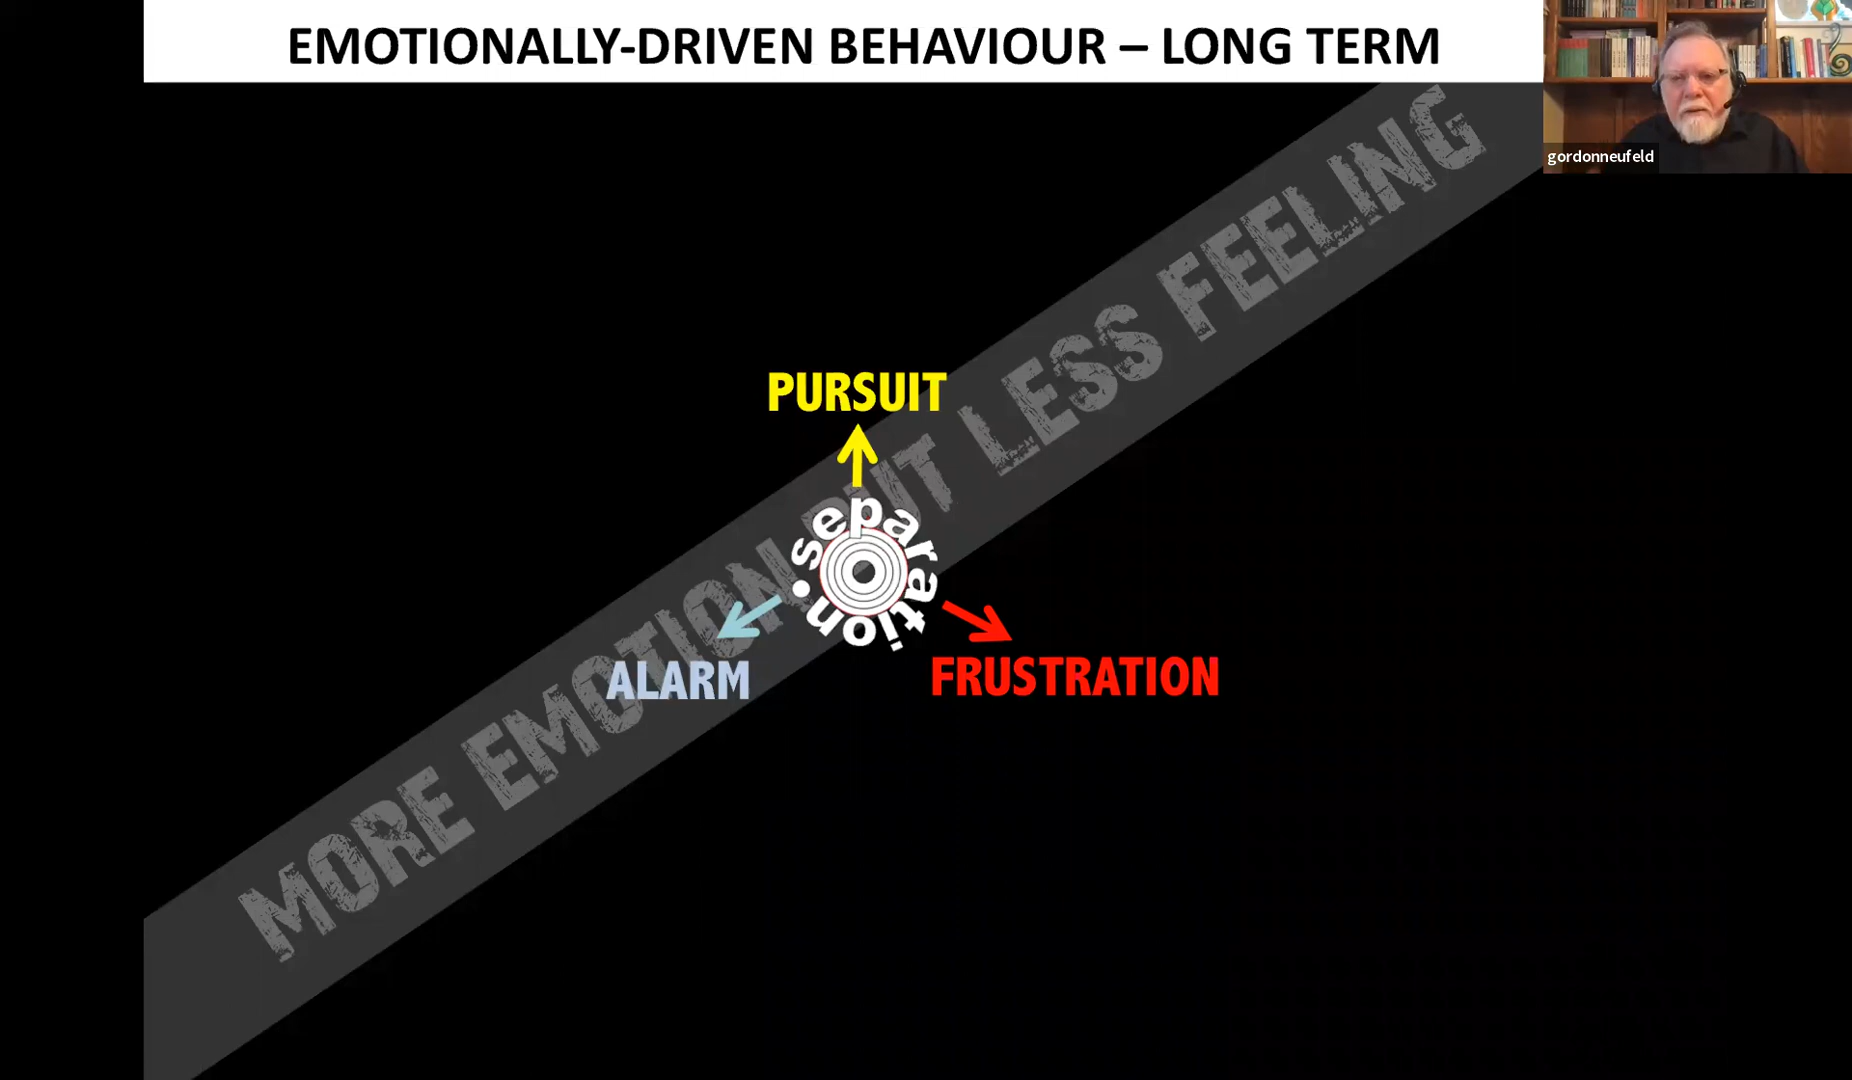 EMOTIONALLY-DRIVEN BEHAVIOUR – LONG TERM
gordonneufeld
MORE EMOTION BUT LESS FEELING
PURSUIT
separation
ALARM
FRUSTRATION